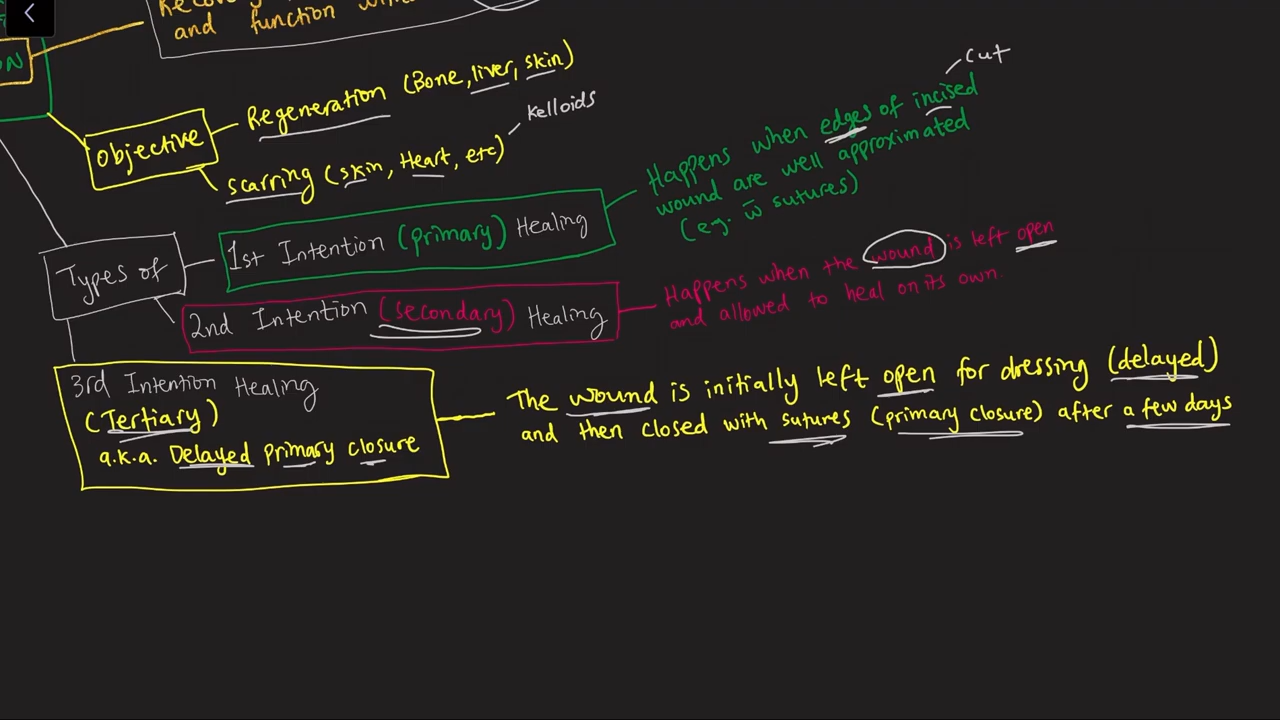 and function
ON
cut
Regeneration (Bone, liver, skin)
Kelloids
Objective
scarring (skin, Heart, etc)
Happens when edges of incised
wound are well approximated
(e.g. w̄ sutures)
1st Intention (primary) Healing
Types of
Happens when the wound is left open
and allowed to heal on its own.
2nd Intention (secondary) Healing
3rd Intention Healing
(Tertiary)
a.k.a. Delayed primary closure
The wound is initially left open for dressing (delayed)
and then closed with sutures (primary closure) after a few days